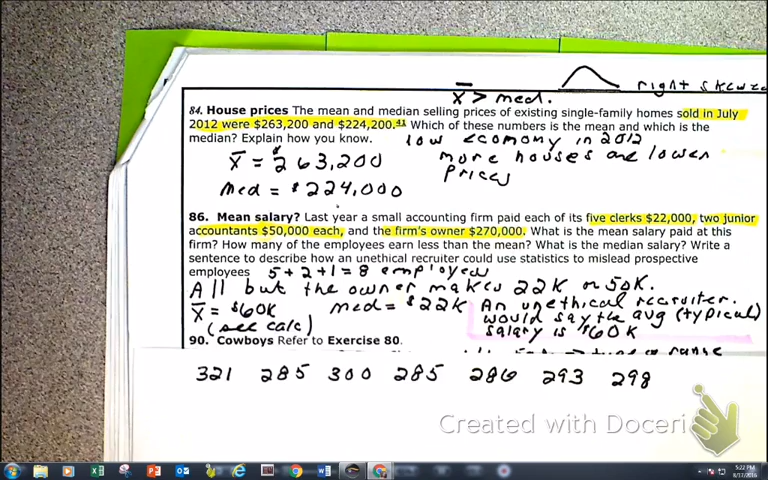 right skewed
x̄ > med.
84. House prices The mean and median selling prices of existing single-family homes sold in July
2012 were $263,200 and $224,200.41 Which of these numbers is the mean and which is the
median? Explain how you know.
low economy in 2012
x̄ = $263,200
more houses are lower
prices
med = $224,000
86. Mean salary? Last year a small accounting firm paid each of its five clerks $22,000, two junior
accountants $50,000 each, and the firm's owner $270,000. What is the mean salary paid at this
firm? How many of the employees earn less than the mean? What is the median salary? Write a
sentence to describe how an unethical recruiter could use statistics to mislead prospective
employees 5 + 2 + 1 = 8 employed
All but the owner makes 22K or 50K.
x̄ = $60K med = $22K An unethical recruiter.
would say the avg (typical)
(see calc) salary is $60K
90. Cowboys Refer to Exercise 80.
range
321 285 300 285 286 293 298
Created with Doceri
5:22 PM
8/17/2016